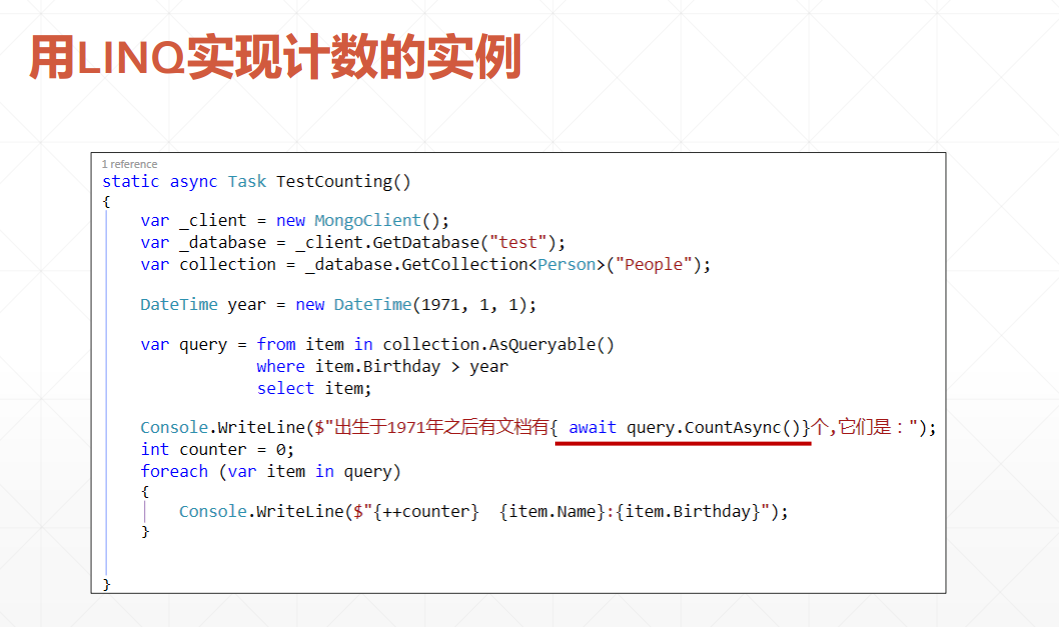 用LINQ实现计数的实例
1 reference
static async Task TestCounting()
{
    var _client = new MongoClient();
    var _database = _client.GetDatabase("test");
    var collection = _database.GetCollection<Person>("People");
    DateTime year = new DateTime(1971, 1, 1);
    var query = from item in collection.AsQueryable()
                where item.Birthday > year
                select item;
    Console.WriteLine($"出生于1971年之后有文档有{ await query.CountAsync()}个,它们是：");
    int counter = 0;
    foreach (var item in query)
    {
        Console.WriteLine($"{++counter}  {item.Name}:{item.Birthday}");
    }
}